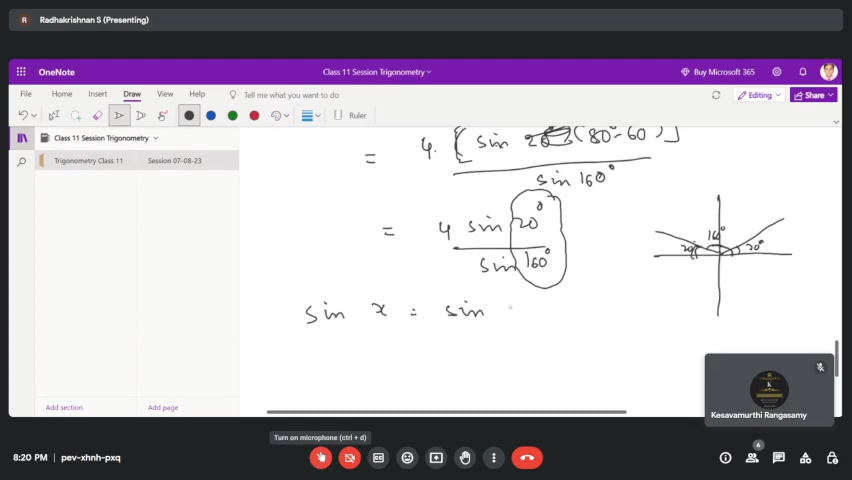 R Radhakrishnan S (Presenting)
OneNote Class 11 Session Trigonometry Buy Microsoft 365
File Home Insert Draw View Help Tell me what you want to do Editing Share
Ruler
Class 11 Session Trigonometry
Trigonometry Class 11 Session 07-08-23
= 4. [ sin (80°-60°) ]
sin 160°
= 4 sin 20°
sin 160°
160°
20° 20°
sin x = sin
K
Kesavamurthi Rangasamy
Add section Add page
Turn on microphone (ctrl + d)
8:20 PM | pev-xhnh-pxq 6